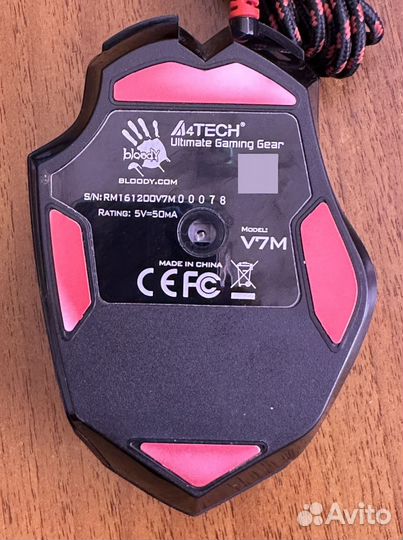 A4TECH
Ultimate Gaming Gear
bloody
BLOODY.COM
S/N:RM161200V7M00078
RATING: 5V=50MA
MODEL:
V7M
MADE IN CHINA
CE FC
Avito